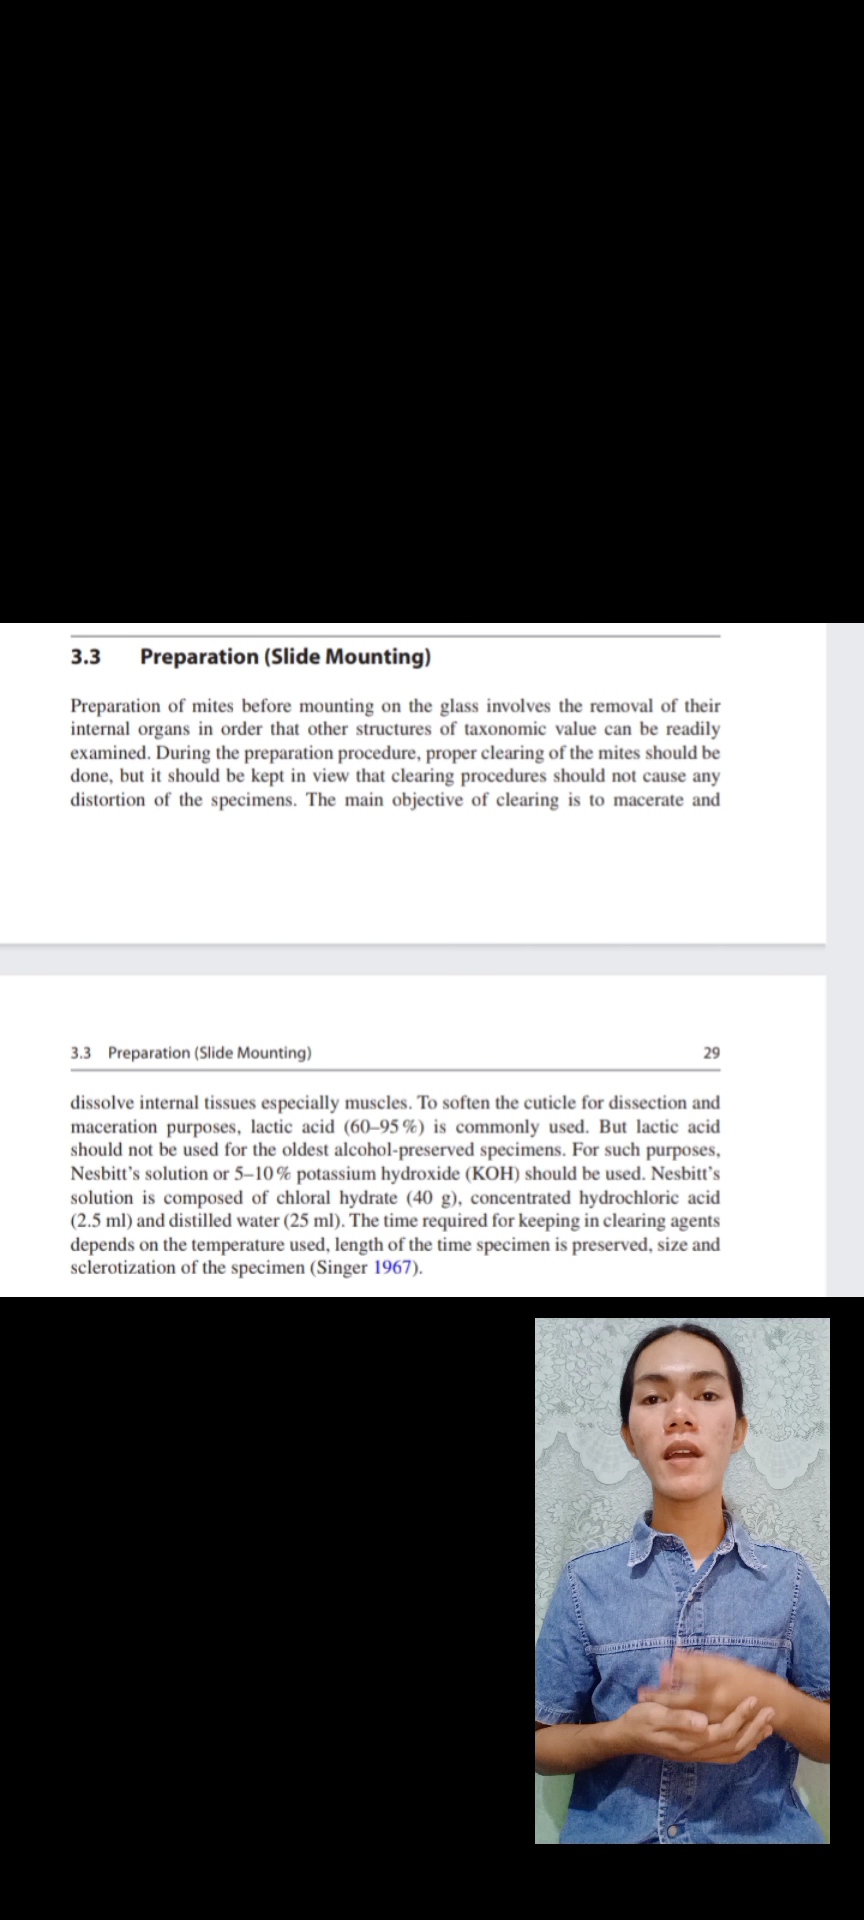 3.3 Preparation (Slide Mounting)
Preparation of mites before mounting on the glass involves the removal of their
internal organs in order that other structures of taxonomic value can be readily
examined. During the preparation procedure, proper clearing of the mites should be
done, but it should be kept in view that clearing procedures should not cause any
distortion of the specimens. The main objective of clearing is to macerate and
3.3 Preparation (Slide Mounting) 29
dissolve internal tissues especially muscles. To soften the cuticle for dissection and
maceration purposes, lactic acid (60–95 %) is commonly used. But lactic acid
should not be used for the oldest alcohol-preserved specimens. For such purposes,
Nesbitt's solution or 5–10 % potassium hydroxide (KOH) should be used. Nesbitt's
solution is composed of chloral hydrate (40 g), concentrated hydrochloric acid
(2.5 ml) and distilled water (25 ml). The time required for keeping in clearing agents
depends on the temperature used, length of the time specimen is preserved, size and
sclerotization of the specimen (Singer 1967).